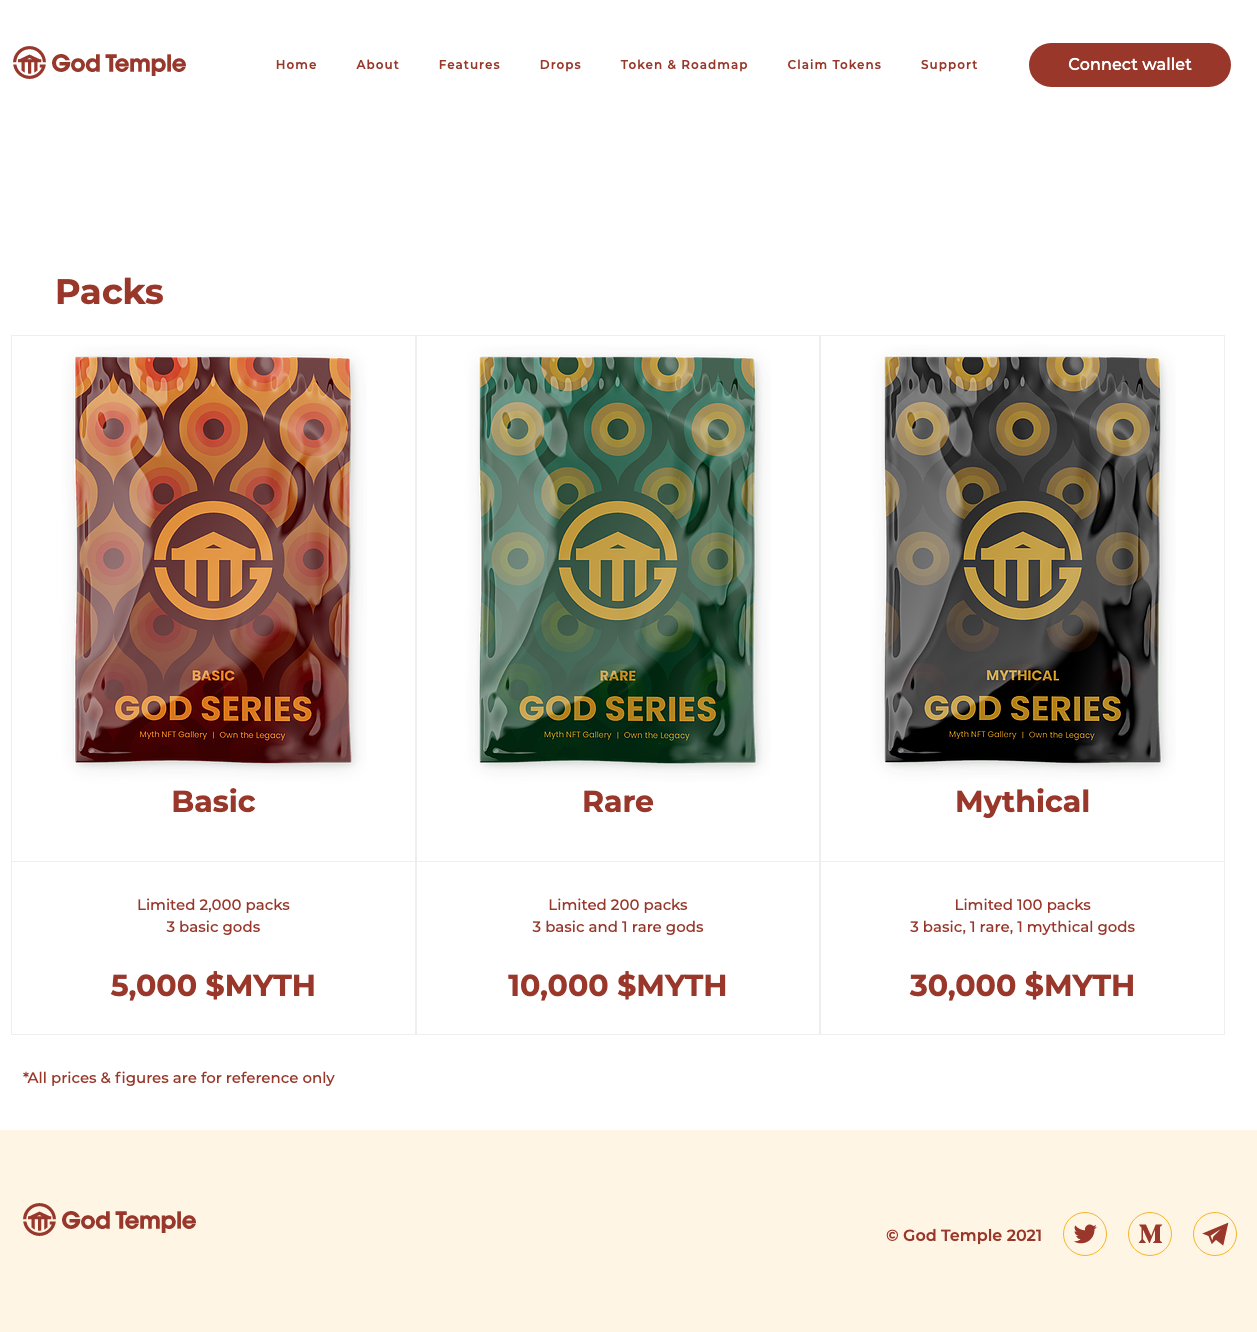 God Temple
Home
About
Features
Drops
Token & Roadmap
Claim Tokens
Support
Connect wallet
Packs
BASIC
GOD SERIES
Myth NFT Gallery | Own the Legacy
Basic
Limited 2,000 packs
3 basic gods
5,000 $MYTH
RARE
GOD SERIES
Myth NFT Gallery | Own the Legacy
Rare
Limited 200 packs
3 basic and 1 rare gods
10,000 $MYTH
MYTHICAL
GOD SERIES
Myth NFT Gallery | Own the Legacy
Mythical
Limited 100 packs
3 basic, 1 rare, 1 mythical gods
30,000 $MYTH
*All prices & figures are for reference only
God Temple
© God Temple 2021
M